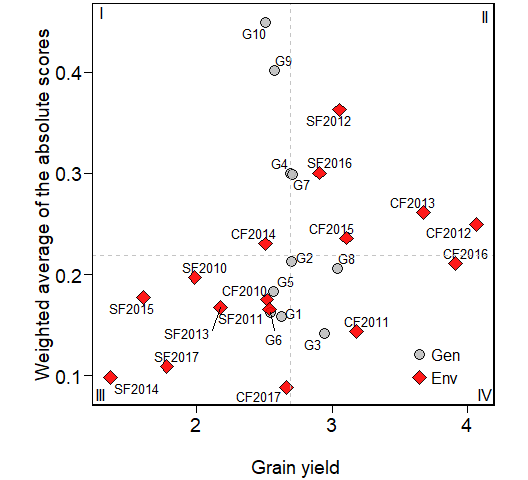 I
II
G10
G9
0.4
SF2012
G4
SF2016
0.3
G7
CF2013
CF2014
CF2015
CF2012
CF2016
G2
G8
SF2010
0.2
CF2010
G5
SF2015
SF2011
G1
SF2013
G6
G3
CF2011
SF2017
Gen
0.1
Env
SF2014
CF2017
III
IV
2
3
4
Grain yield
Weighted average of the absolute scores